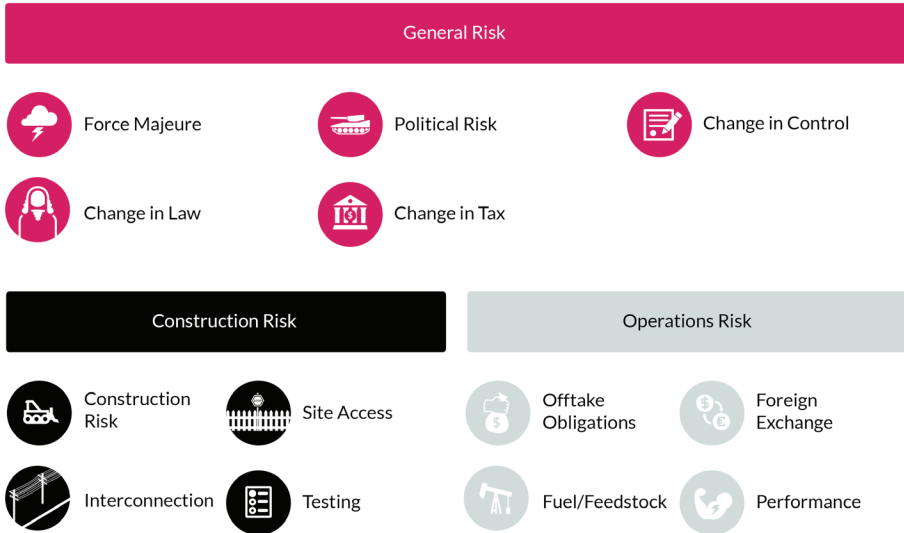 General Risk
Force Majeure
Political Risk
Change in Control
Change in Law
Change in Tax
Construction Risk
Operations Risk
Construction
Risk
Site Access
Offtake
Obligations
Foreign
Exchange
Interconnection
Testing
Fuel/Feedstock
Performance